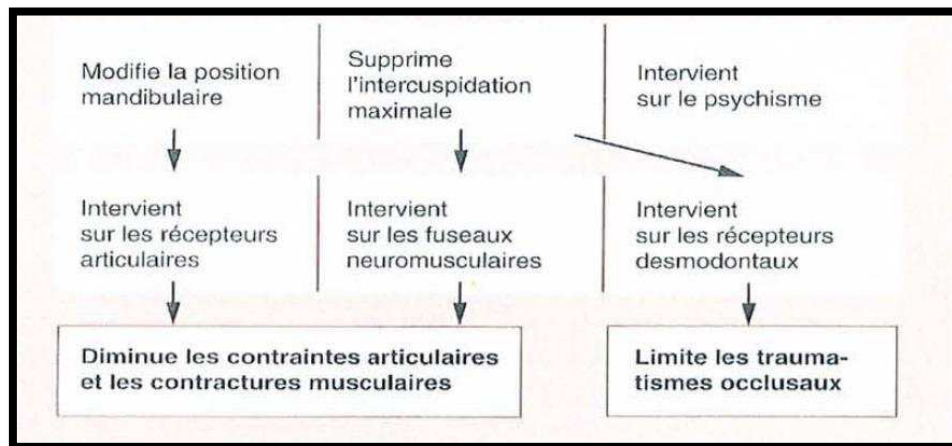 Modifie la position
mandibulaire
Supprime
l'intercuspidation
maximale
Intervient
sur le psychisme
Intervient
sur les récepteurs
articulaires
Intervient
sur les fuseaux
neuromusculaires
Intervient
sur les récepteurs
desmodontaux
Diminue les contraintes articulaires
et les contractures musculaires
Limite les trauma-
tismes occlusaux